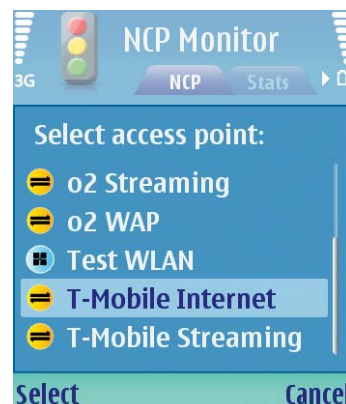 NCP Monitor
3G
NCP Stats
Select access point:
o2 Streaming
o2 WAP
Test WLAN
T-Mobile Internet
T-Mobile Streaming
Select Cancel